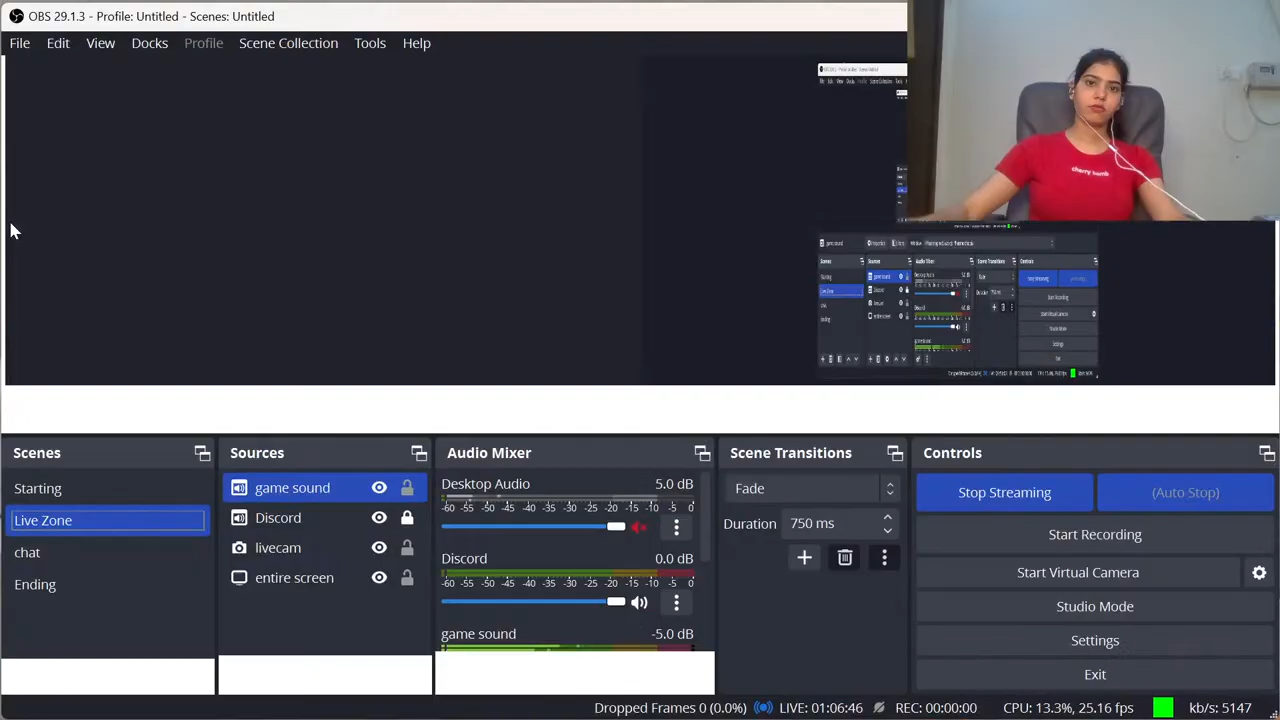 OBS 29.1.3 - Profile: Untitled - Scenes: Untitled
File Edit View Docks Profile Scene Collection Tools Help
cherry bomb
Scenes
Starting
Live Zone
chat
Ending
Sources
game sound
Discord
livecam
entire screen
Audio Mixer
Desktop Audio 5.0 dB
-60 -55 -50 -45 -40 -35 -30 -25 -20 -15 -10 -5 0
Discord 0.0 dB
-60 -55 -50 -45 -40 -35 -30 -25 -20 -15 -10 -5 0
game sound -5.0 dB
Scene Transitions
Fade
Duration 750 ms
Controls
Stop Streaming (Auto Stop)
Start Recording
Start Virtual Camera
Studio Mode
Settings
Exit
Dropped Frames 0 (0.0%) LIVE: 01:06:46 REC: 00:00:00 CPU: 13.3%, 25.16 fps kb/s: 5147